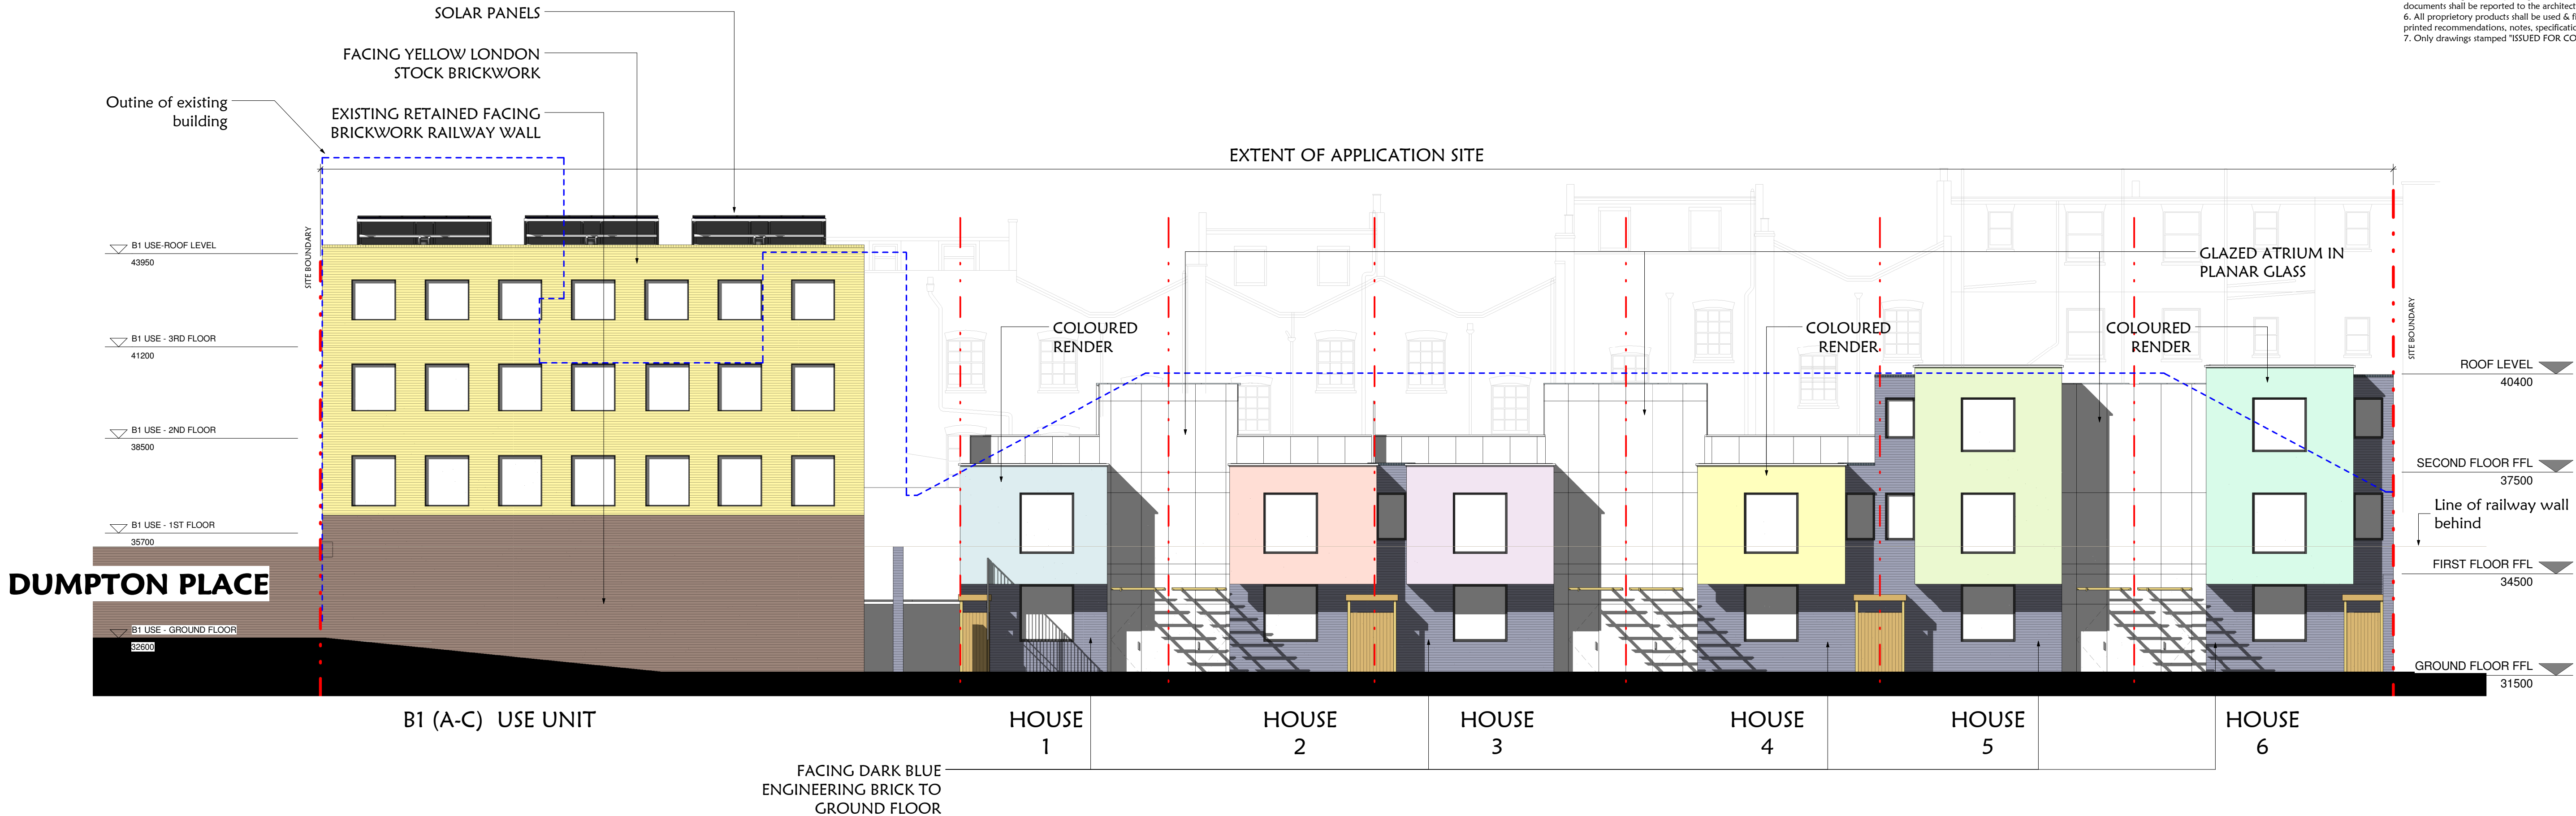 documents shall be reported to the architect
6. All proprietory products shall be used & f
printed recommendations, notes, specificatio
7. Only drawings stamped "ISSUED FOR CO
SOLAR PANELS
FACING YELLOW LONDON
STOCK BRICKWORK
Outine of existing
building
EXISTING RETAINED FACING
BRICKWORK RAILWAY WALL
EXTENT OF APPLICATION SITE
B1 USE-ROOF LEVEL
43950
SITE BOUNDARY
GLAZED ATRIUM IN
PLANAR GLASS
SITE BOUNDARY
B1 USE - 3RD FLOOR
41200
COLOURED
RENDER
COLOURED
RENDER
COLOURED
RENDER
ROOF LEVEL
40400
B1 USE - 2ND FLOOR
38500
SECOND FLOOR FFL
37500
Line of railway wall
behind
B1 USE - 1ST FLOOR
35700
FIRST FLOOR FFL
34500
DUMPTON PLACE
B1 USE - GROUND FLOOR
32600
GROUND FLOOR FFL
31500
B1 (A-C) USE UNIT
HOUSE
1
HOUSE
2
HOUSE
3
HOUSE
4
HOUSE
5
HOUSE
6
FACING DARK BLUE
ENGINEERING BRICK TO
GROUND FLOOR